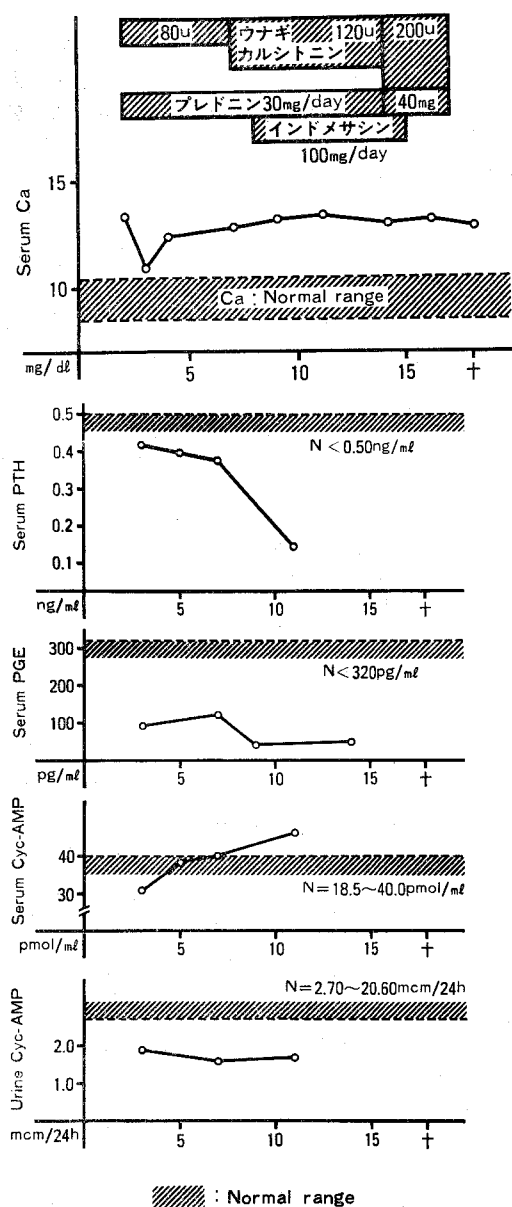 80u ウナギ 120u 200u
カルシトニン
プレドニン30mg/day 40mg
インドメサシン
100mg/day
Serum Ca
15
10
Ca : Normal range
mg/dl 5 10 15 †
Serum PTH
0.5
0.4
0.3
0.2
0.1
N<0.50ng/ml
ng/ml 5 10 15 †
Serum PGE
300
200
100
N<320pg/ml
pg/ml 5 10 15 †
Serum Cyc-AMP
40
30
N=18.5~40.0pmol/ml
pmol/ml 5 10 15 †
Urine Cyc-AMP
N=2.70~20.60mcm/24h
2.0
1.0
mcm/24h 5 10 15 †
: Normal range